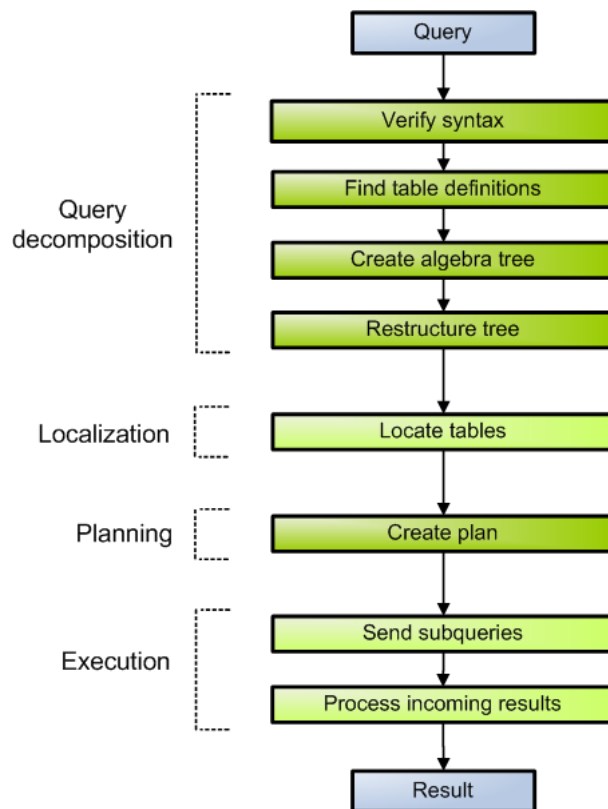 Query
Verify syntax
Find table definitions
Query
decomposition
Create algebra tree
Restructure tree
Localization
Locate tables
Planning
Create plan
Send subqueries
Execution
Process incoming results
Result